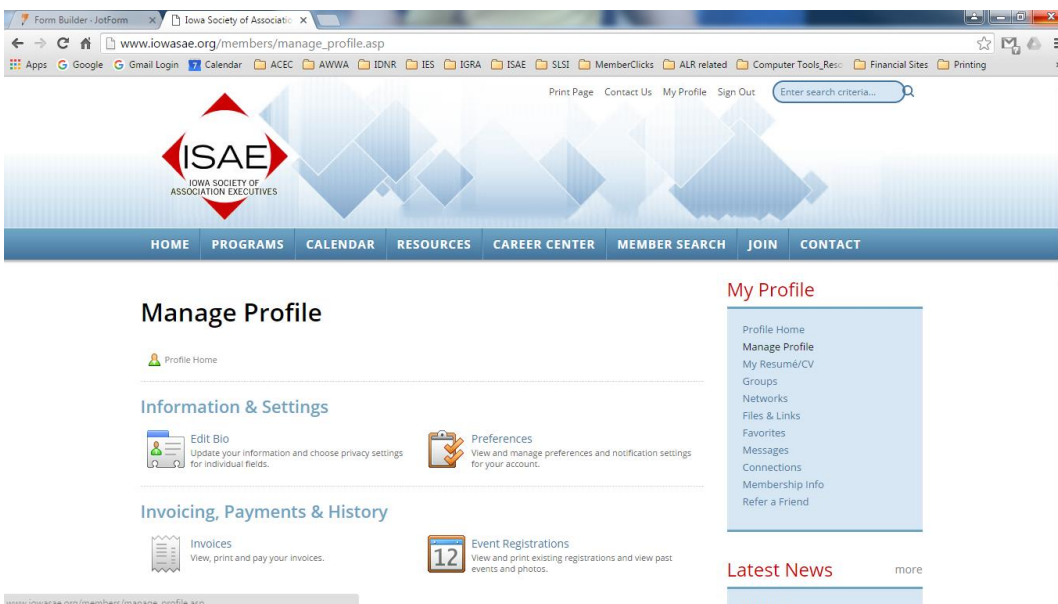 Form Builder - JotForm
Iowa Society of Associatio
www.iowasae.org/members/manage_profile.asp
Apps Google Gmail Login 7 Calendar ACEC AWWA IDNR IES IGRA ISAE SLSI MemberClicks ALR related Computer Tools_Reso Financial Sites Printing
Print Page Contact Us My Profile Sign Out Enter search criteria...
ISAE
IOWA SOCIETY OF
ASSOCIATION EXECUTIVES
HOME PROGRAMS CALENDAR RESOURCES CAREER CENTER MEMBER SEARCH JOIN CONTACT
Manage Profile
Profile Home
Information & Settings
Edit Bio
Update your information and choose privacy settings
for individual fields.
Preferences
View and manage preferences and notification settings
for your account.
Invoicing, Payments & History
Invoices
View, print and pay your invoices.
12
Event Registrations
View and print existing registrations and view past
events and photos.
My Profile
Profile Home
Manage Profile
My Resumé/CV
Groups
Networks
Files & Links
Favorites
Messages
Connections
Membership Info
Refer a Friend
Latest News more
www.iowasae.org/members/manage_profile.asp